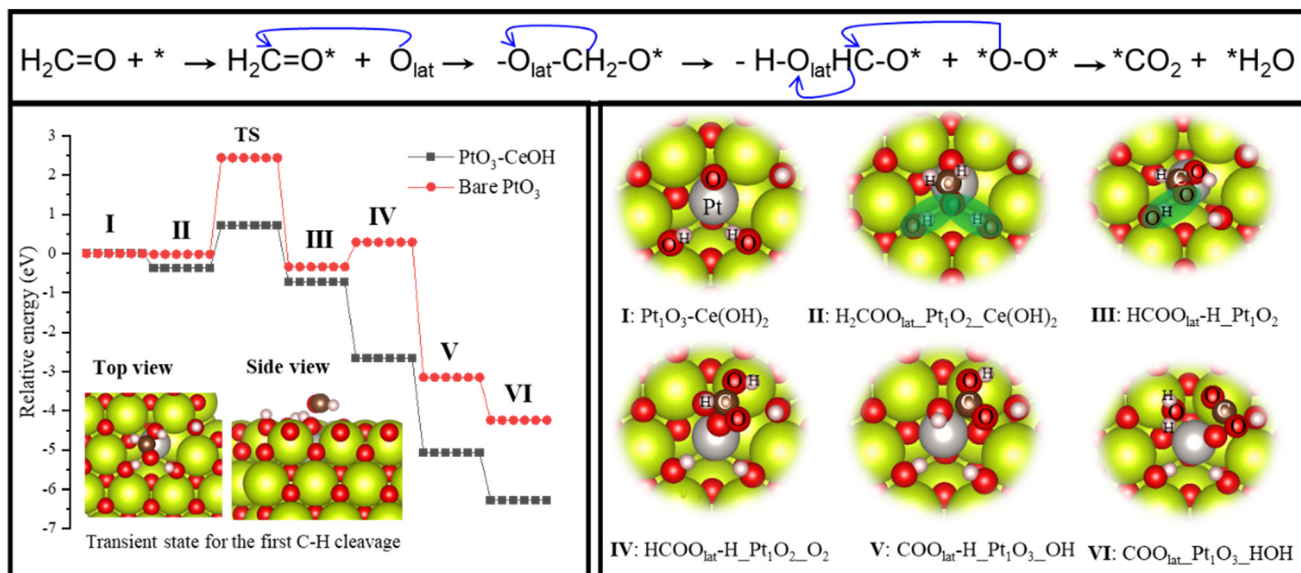 H₂C=O + * → H₂C=O* + Oₗₐₜ → -Oₗₐₜ-CH₂-O* → - H-OₗₐₜHC-O* + *O-O* → *CO₂ + *H₂O
Relative energy (eV)
3
2
1
0
-1
-2
-3
-4
-5
-6
-7
I
II
TS
III
IV
V
VI
PtO₃-CeOH
Bare PtO₃
Top view
Side view
Transient state for the first C-H cleavage
O
Pt
O H
H O
I: Pt₁O₃-Ce(OH)₂
H H
C
O
O H
H O
II: H₂COOₗₐₜ_Pt₁O₂_Ce(OH)₂
H C O
H
O
O H
III: HCOOₗₐₜ-H_Pt₁O₂
O H
H C
O
IV: HCOOₗₐₜ-H_Pt₁O₂_O₂
O H
C
O
V: COOₗₐₜ-H_Pt₁O₃_OH
H
O
H
O
C
O
VI: COOₗₐₜ_Pt₁O₃_HOH